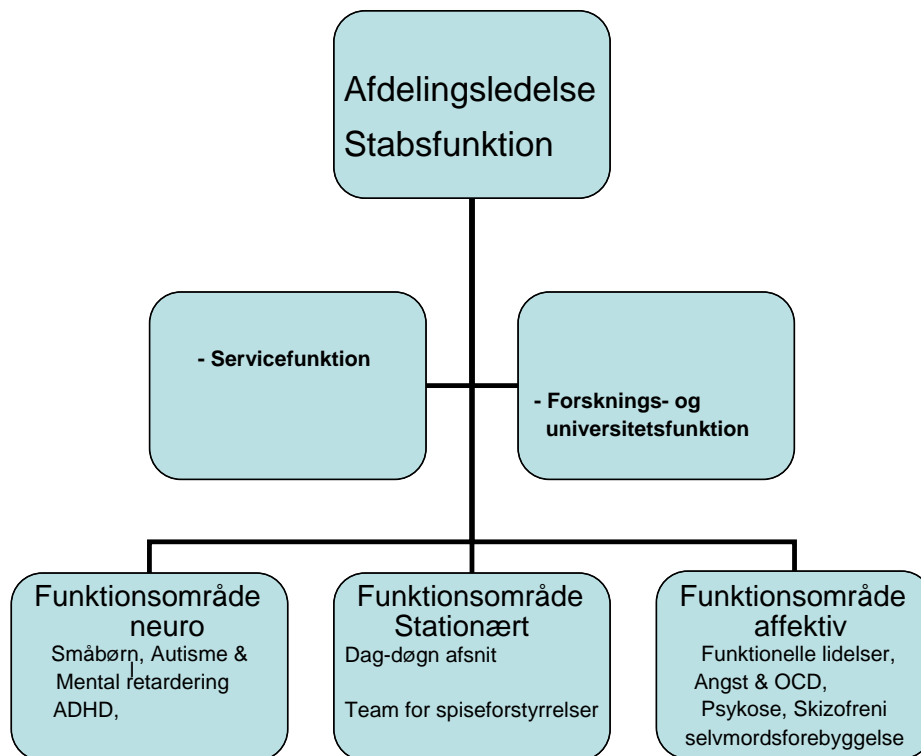 Afdelingsledelse
Stabsfunktion
- Servicefunktion
- Forsknings- og
universitetsfunktion
Funktionsområde
neuro
Småbørn, Autisme &
Mental retardering
ADHD,
Funktionsområde
Stationært
Dag-døgn afsnit
Team for spiseforstyrrelser
Funktionsområde
affektiv
Funktionelle lidelser,
Angst & OCD,
Psykose, Skizofreni
selvmordsforebyggelse